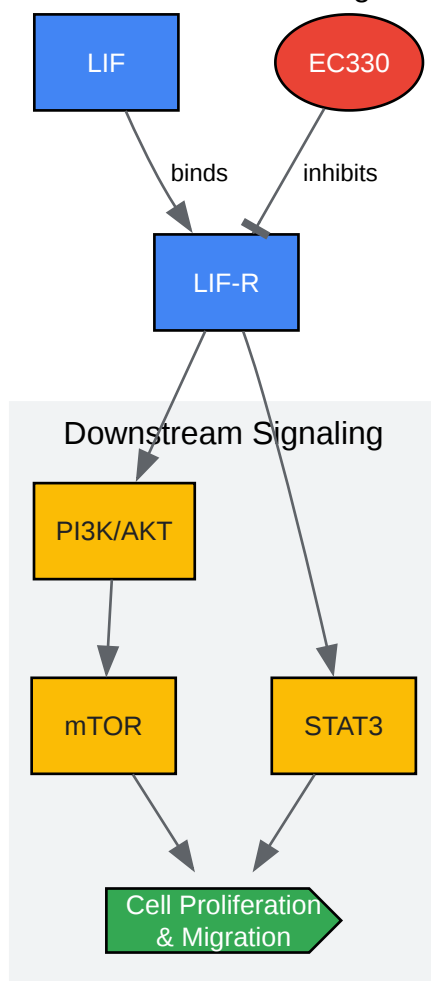 LIF
EC330
binds
inhibits
LIF-R
Downstream Signaling
PI3K/AKT
mTOR
STAT3
Cell Proliferation
& Migration